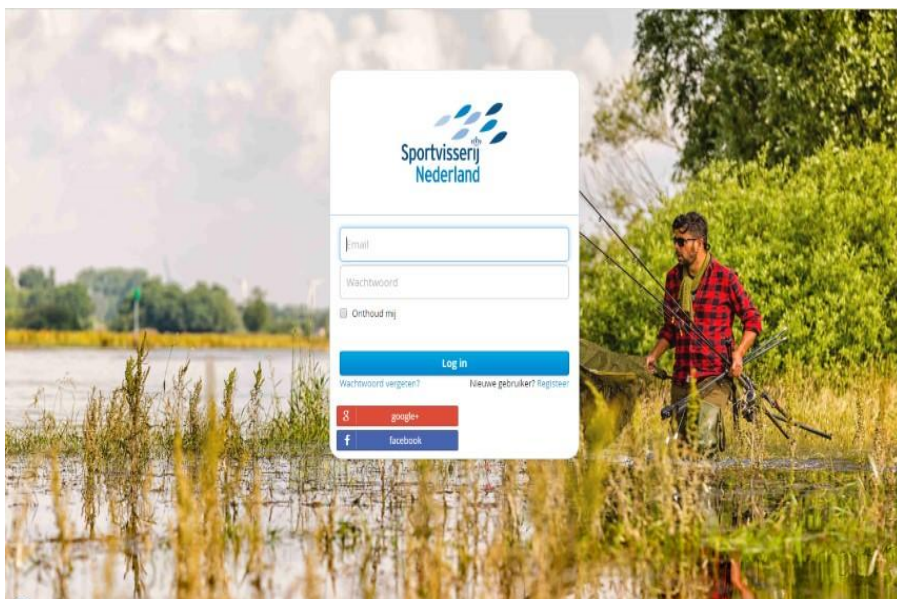 Sportvisserij
Nederland
Email
Wachtwoord
Onthoud mij
Log in
Wachtwoord vergeten? Nieuwe gebruiker? Registeer
g google+
f facebook